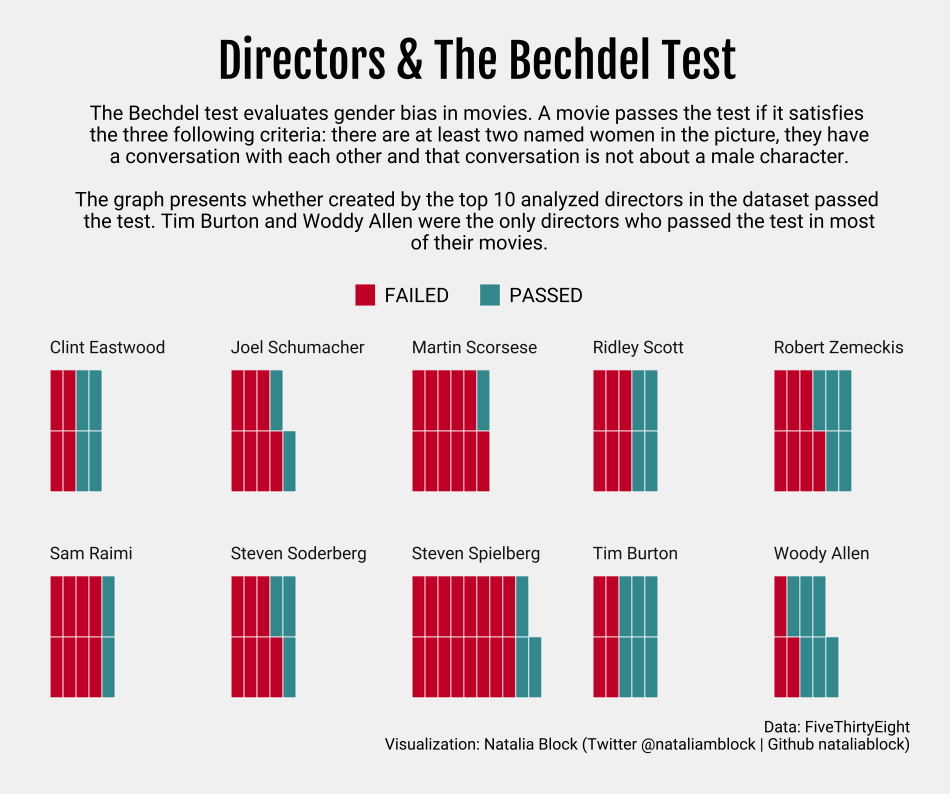 Directors & The Bechdel Test
The Bechdel test evaluates gender bias in movies. A movie passes the test if it satisfies
the three following criteria: there are at least two named women in the picture, they have
a conversation with each other and that conversation is not about a male character.
The graph presents whether created by the top 10 analyzed directors in the dataset passed
the test. Tim Burton and Woddy Allen were the only directors who passed the test in most
of their movies.
FAILED PASSED
Clint Eastwood Joel Schumacher Martin Scorsese Ridley Scott Robert Zemeckis
Sam Raimi Steven Soderberg Steven Spielberg Tim Burton Woody Allen
Data: FiveThirtyEight
Visualization: Natalia Block (Twitter @nataliamblock | Github nataliablock)